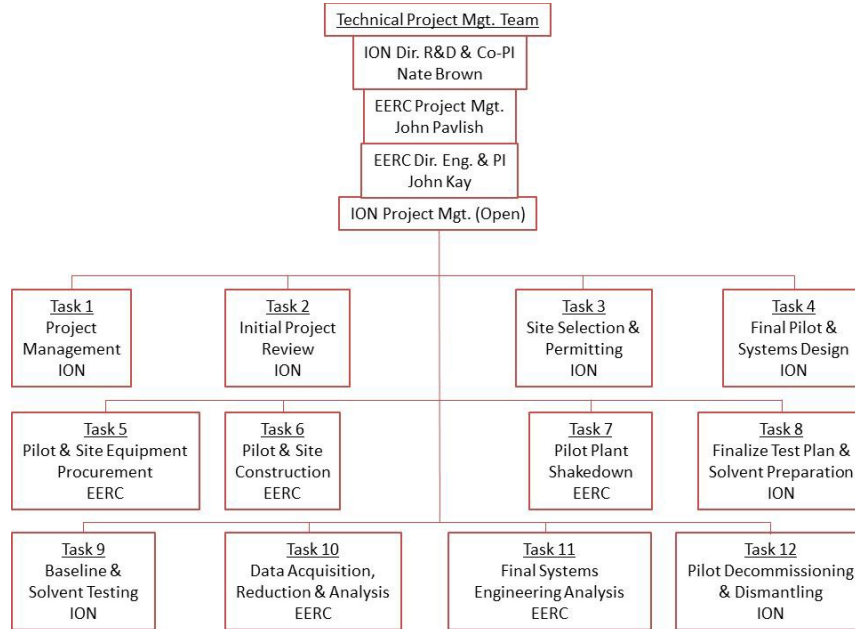 Technical Project Mgt. Team
ION Dir. R&D & Co-PI
Nate Brown
EERC Project Mgt.
John Pavlish
EERC Dir. Eng. & PI
John Kay
ION Project Mgt. (Open)
Task 1
Project
Management
ION
Task 2
Initial Project
Review
ION
Task 3
Site Selection &
Permitting
ION
Task 4
Final Pilot &
Systems Design
ION
Task 5
Pilot & Site Equipment
Procurement
EERC
Task 6
Pilot & Site
Construction
EERC
Task 7
Pilot Plant
Shakedown
EERC
Task 8
Finalize Test Plan &
Solvent Preparation
ION
Task 9
Baseline &
Solvent Testing
ION
Task 10
Data Acquisition,
Reduction & Analysis
EERC
Task 11
Final Systems
Engineering Analysis
EERC
Task 12
Pilot Decommissioning
& Dismantling
ION